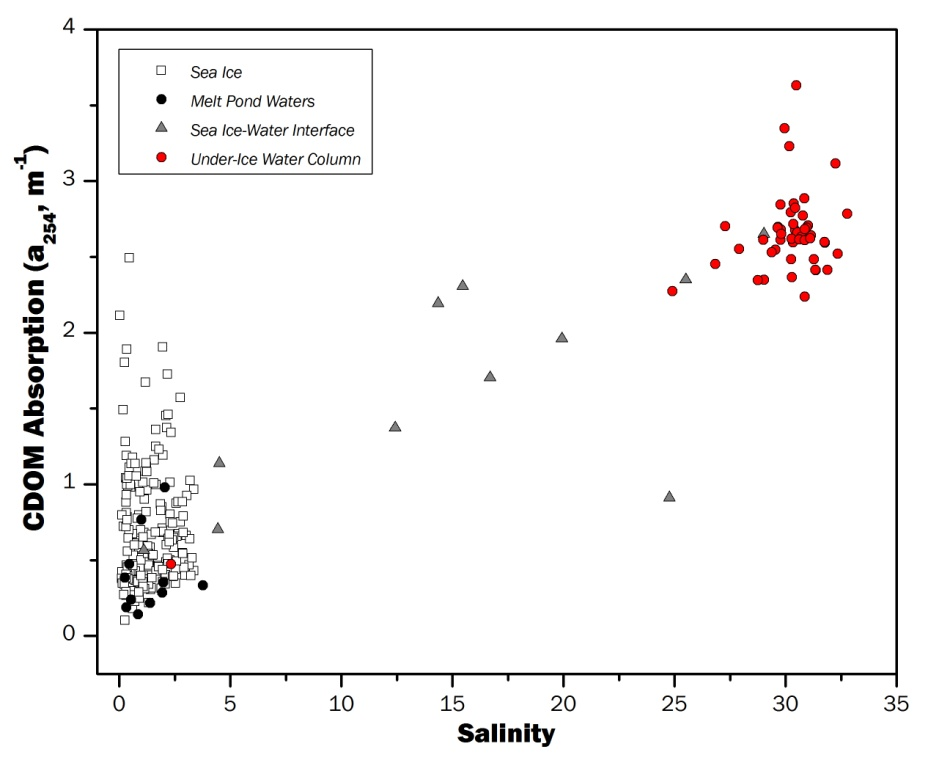 4
3
2
1
0
CDOM Absorption (a254, m-1)
Sea Ice
Melt Pond Waters
Sea Ice-Water Interface
Under-Ice Water Column
0 5 10 15 20 25 30 35
Salinity